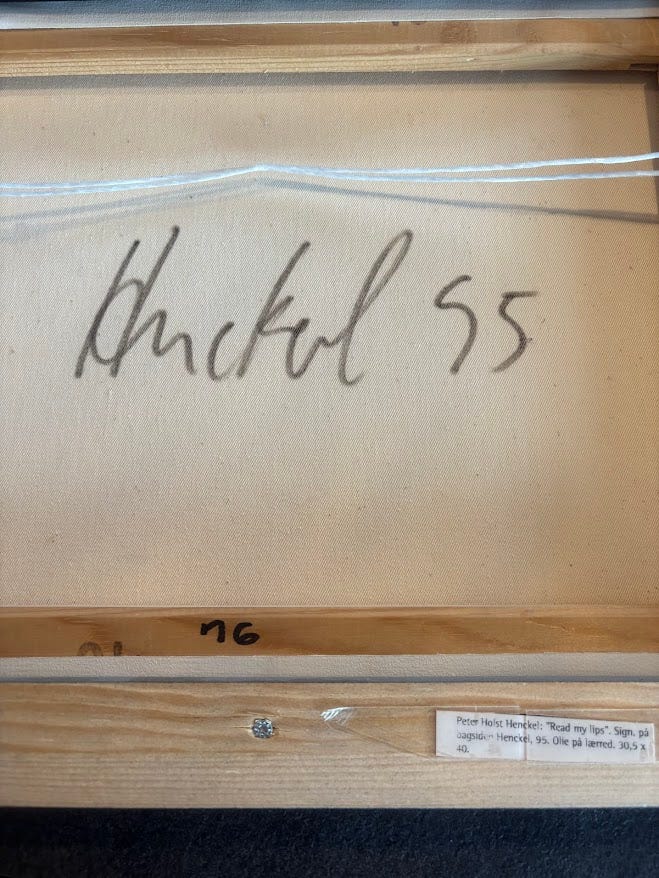 Henckel 95
76
Peter Holst Henckel: "Read my lips". Sign. på
bagsiden Henckel, 95. Olie på lærred. 30,5 x
40.